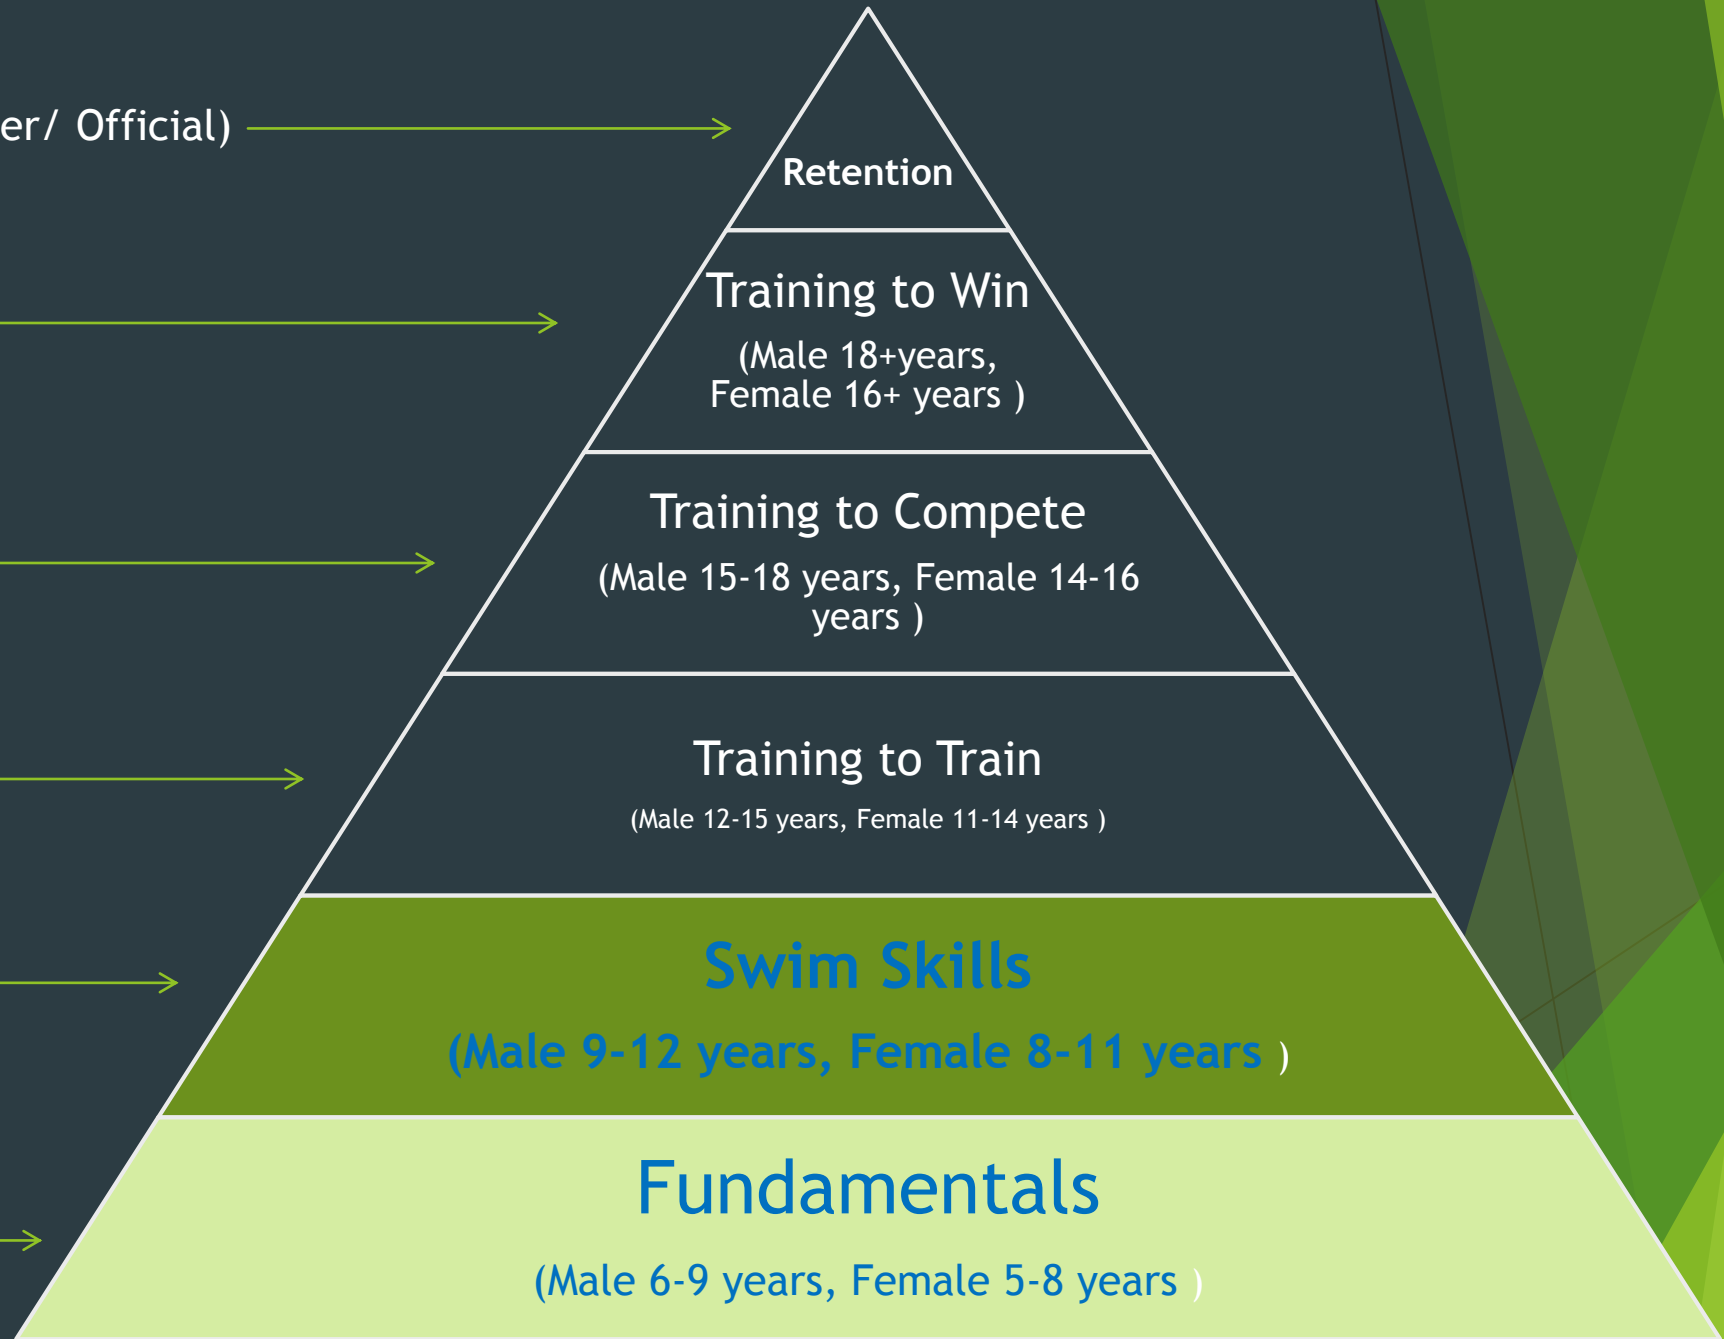 er/ Official)
Retention
Training to Win
(Male 18+years,
Female 16+ years )
Training to Compete
(Male 15-18 years, Female 14-16
years )
Training to Train
(Male 12-15 years, Female 11-14 years )
Swim Skills
(Male 9-12 years, Female 8-11 years )
Fundamentals
(Male 6-9 years, Female 5-8 years )